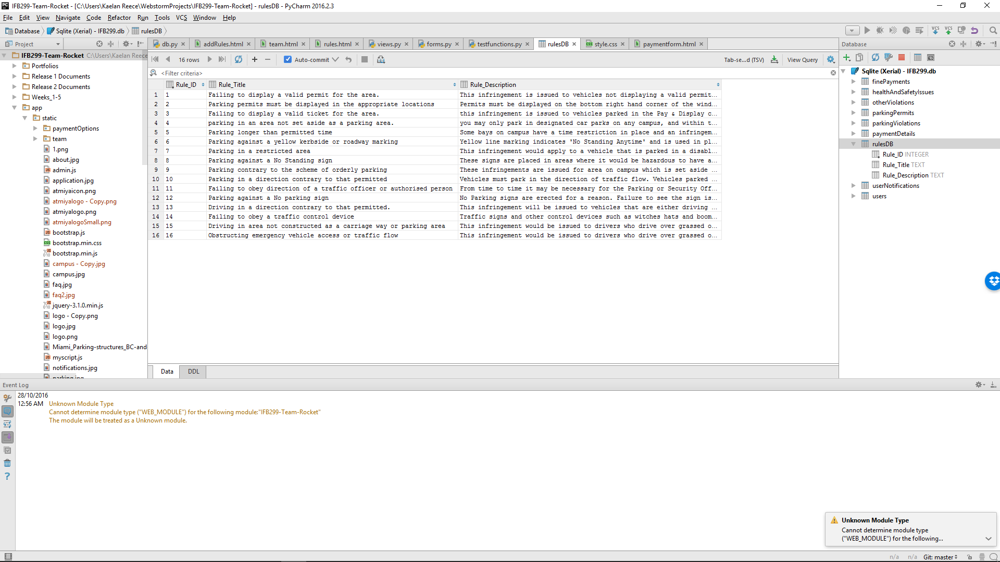 IFB299-Team-Rocket - [C:\Users\Kaelan Reece\WebstormProjects\IFB299-Team-Rocket] - rulesDB - PyCharm 2016.2.3
File Edit View Navigate Code Refactor Run Tools VCS Window Help
Database Sqlite (Xerial) - IFB299.db rulesDB
Project
db.py addRules.html team.html rules.html views.py forms.py testfunctions.py rulesDB style.css paymentform.html
Database
IFB299-Team-Rocket C:\Users\Kaelan Reece
Portfolios
Release 1 Documents
Release 2 Documents
Weeks_1-5
app
static
paymentOptions
team
1.png
about.jpg
admin.js
application.jpg
atmiyaicon.png
atmiyalogo - Copy.png
atmiyalogo.png
atmiyalogoSmall.png
bootstrap.js
bootstrap.min.css
bootstrap.min.js
campus - Copy.jpg
campus.jpg
faq.jpg
faq2.jpg
jquery-3.1.0.min.js
logo - Copy.png
logo.jpg
logo.png
Miami_Parking-structures_BC-and
myscript.js
notifications.jpg
parking.jpg
16 rows Auto-commit Tab-se...d (TSV) View Query
<Filter criteria>
Rule_ID Rule_Title Rule_Description
1 1 Failing to display a valid permit for the area. This infringement is issued to vehicles not displaying a valid permit...
2 2 Parking permits must be displayed in the appropriate locations Permits must be displayed on the bottom right hand corner of the wind...
3 3 Failing to display a valid ticket for the area. this infringement is issued to vehicles parked in the Pay & Display c...
4 4 parking in an area not set aside as a parking area. you may only park in designated car parks on any campus, and within t...
5 5 Parking longer than permitted time Some bays on campus have a time restriction in place and an infringem...
6 6 Parking against a yellow kerbside or roadway marking Yellow line marking indicates 'No Standing Anytime' and is used in pl...
7 7 Parking in a restricted area This infringement would apply to a vehicle that is parked in a disabl...
8 8 Parking against a No Standing sign These signs are placed in areas where it would be hazardous to have a...
9 9 Parking contrary to the scheme of orderly parking These infringements are issued for area on campus which is set aside ...
10 10 Parking in a direction contrary to that permitted Vehicles must park in the direction of traffic flow. Vehicles parked ...
11 11 Failing to obey direction of a traffic officer or authorised person From time to time it may be necessary for the Parking or Security Off...
12 12 Parking against a No parking sign No Parking signs are erected for a reason. Failure to see the sign is...
13 13 Driving in a direction contrary to that permitted. This infringement will be issued to vehicles that are either driving ...
14 14 Failing to obey a traffic control device Traffic signs and other control devices such as witches hats and boom...
15 15 Driving in area not constructed as a carriage way or parking area This infringement would be issued to drivers who drive over grassed o...
16 16 Obstructing emergency vehicle access or traffic flow This infringement would be issued to drivers who drive over grassed o...
Data DDL
Sqlite (Xerial) - IFB299.db
finePayments
healthAndSafetyIssues
otherViolations
parkingPermits
parkingViolations
paymentDetails
rulesDB
Rule_ID INTEGER
Rule_Title TEXT
Rule_Description TEXT
userNotifications
users
Event Log
28/10/2016
12:56 AM Unknown Module Type
Cannot determine module type ("WEB_MODULE") for the following module:"IFB299-Team-Rocket"
The module will be treated as a Unknown module.
Unknown Module Type
Cannot determine module type
("WEB_MODULE") for the following...
n/a n/a Git: master